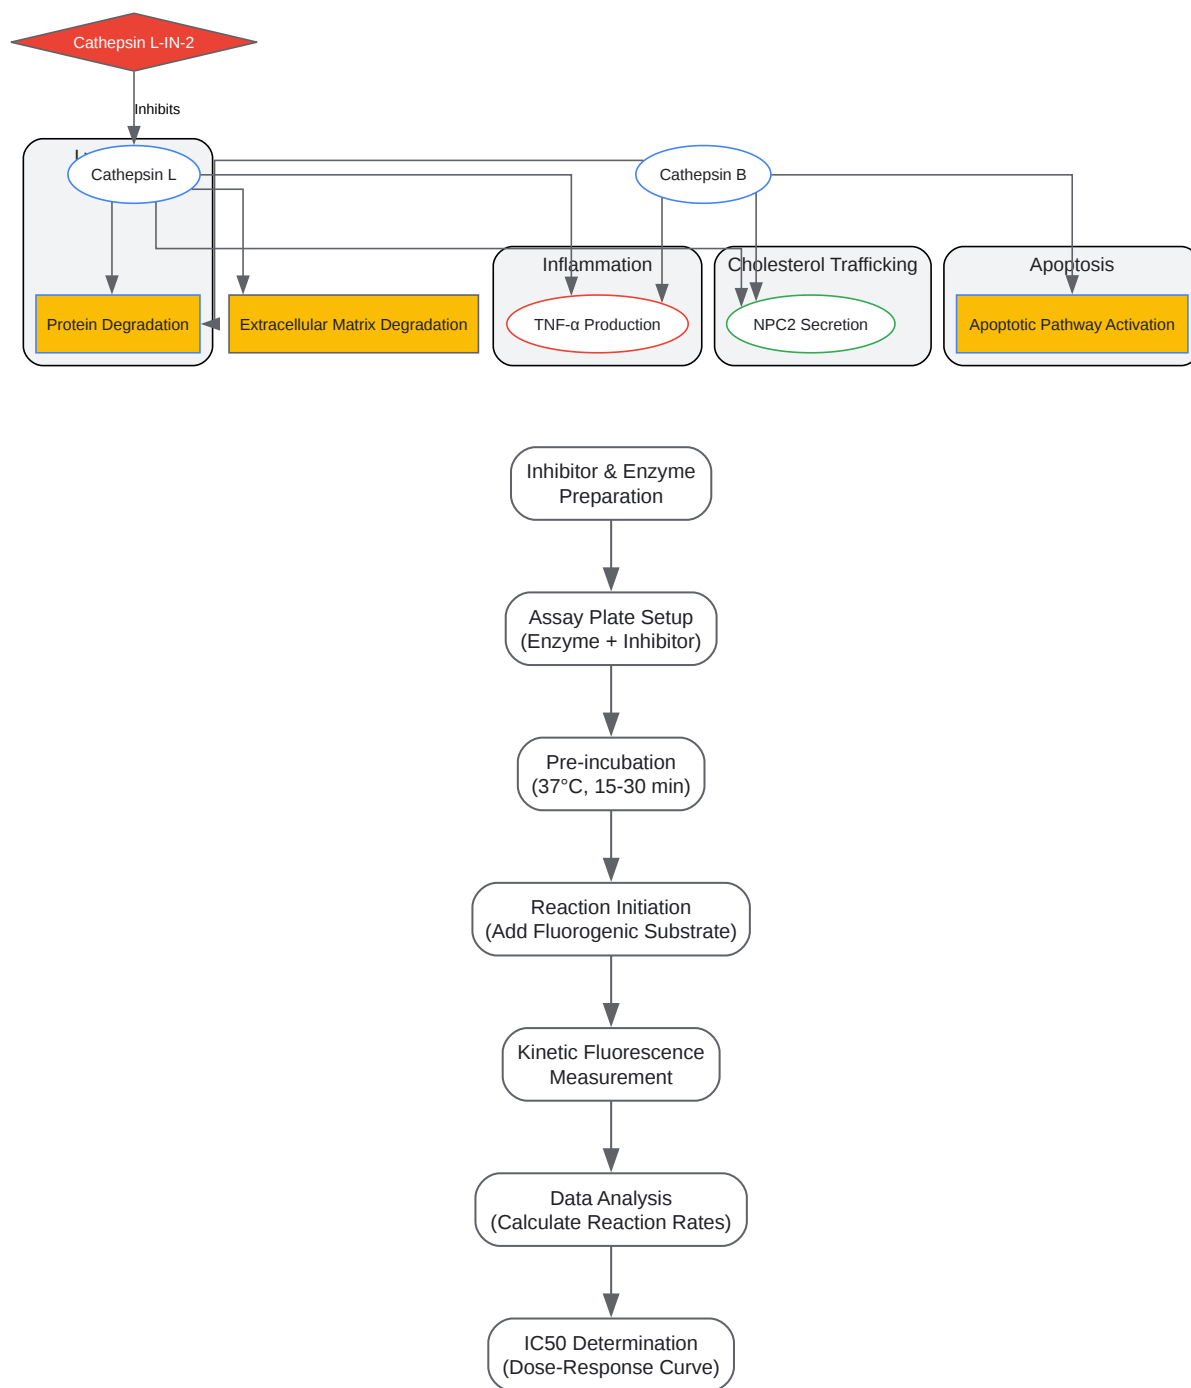 Cathepsin L-IN-2
Inhibits
Cathepsin L
Cathepsin B
Inflammation
Cholesterol Trafficking
Apoptosis
Protein Degradation
Extracellular Matrix Degradation
TNF-α Production
NPC2 Secretion
Apoptotic Pathway Activation
Inhibitor & Enzyme
Preparation
Assay Plate Setup
(Enzyme + Inhibitor)
Pre-incubation
(37°C, 15-30 min)
Reaction Initiation
(Add Fluorogenic Substrate)
Kinetic Fluorescence
Measurement
Data Analysis
(Calculate Reaction Rates)
IC50 Determination
(Dose-Response Curve)